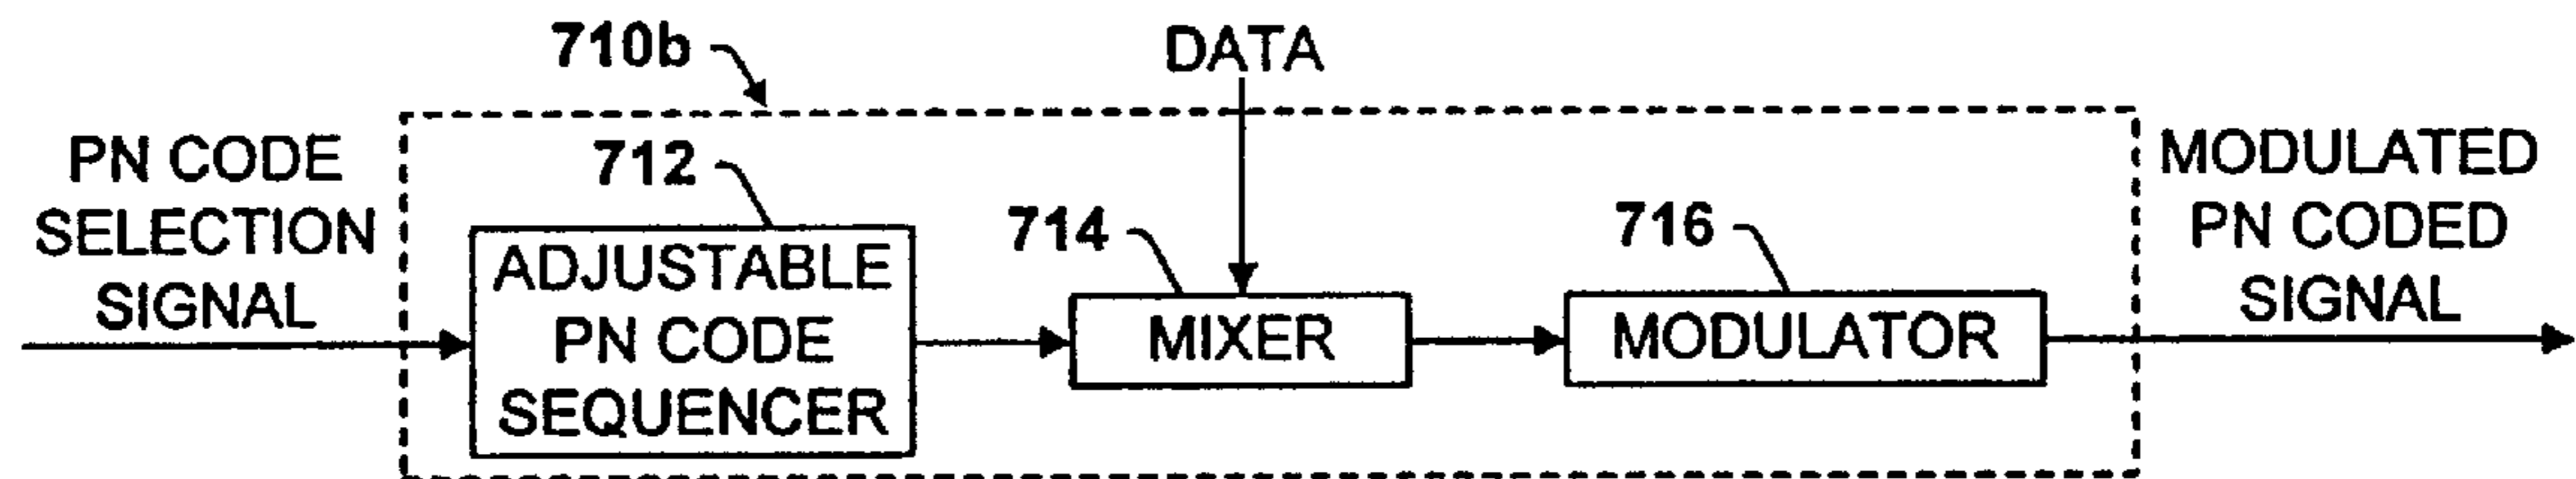 710b
DATA
PN CODE
SELECTION
SIGNAL
712
ADJUSTABLE
PN CODE
SEQUENCER
714
MIXER
716
MODULATOR
MODULATED
PN CODED
SIGNAL